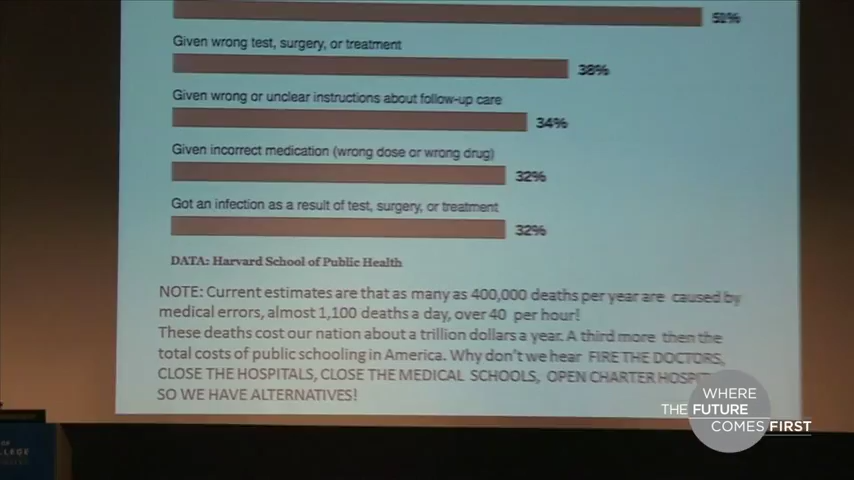 51%
Given wrong test, surgery, or treatment
38%
Given wrong or unclear instructions about follow-up care
34%
Given incorrect medication (wrong dose or wrong drug)
32%
Got an infection as a result of test, surgery, or treatment
32%
DATA: Harvard School of Public Health
NOTE: Current estimates are that as many as 400,000 deaths per year are caused by
medical errors, almost 1,100 deaths a day, over 40 per hour!
These deaths cost our nation about a trillion dollars a year. A third more then the
total costs of public schooling in America. Why don't we hear FIRE THE DOCTORS,
CLOSE THE HOSPITALS, CLOSE THE MEDICAL SCHOOLS, OPEN CHARTER
SO WE HAVE ALTERNATIVES!
WHERE
THE FUTURE
COMES FIRST